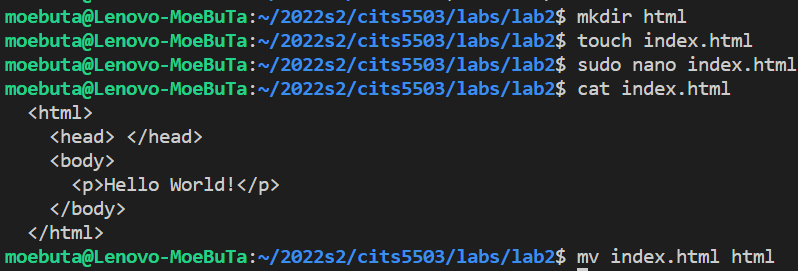 moebuta@Lenovo-MoeBuTa:~/2022s2/cits5503/labs/lab2$ mkdir html
moebuta@Lenovo-MoeBuTa:~/2022s2/cits5503/labs/lab2$ touch index.html
moebuta@Lenovo-MoeBuTa:~/2022s2/cits5503/labs/lab2$ sudo nano index.html
moebuta@Lenovo-MoeBuTa:~/2022s2/cits5503/labs/lab2$ cat index.html
  <html>
    <head> </head>
    <body>
      <p>Hello World!</p>
    </body>
  </html>
moebuta@Lenovo-MoeBuTa:~/2022s2/cits5503/labs/lab2$ mv index.html html